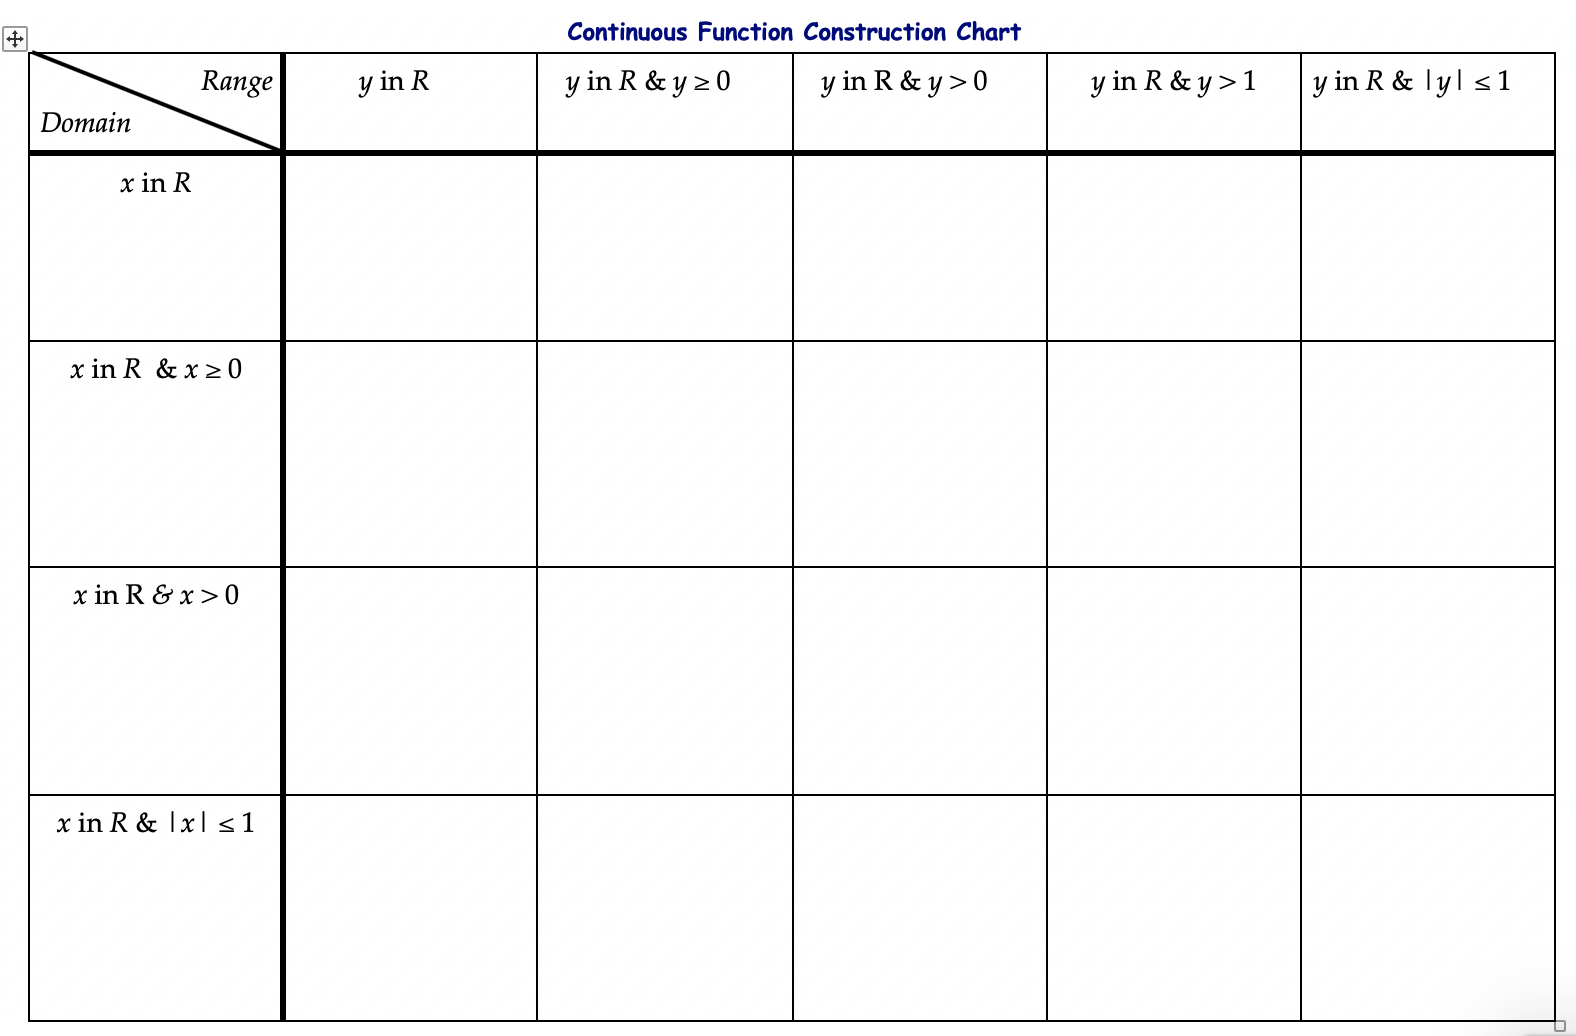 Continuous Function Construction Chart
Range
Domain
y in R
y in R & y ≥ 0
y in R & y > 0
y in R & y > 1
y in R & |y| ≤ 1
x in R
x in R & x ≥ 0
x in R & x > 0
x in R & |x| ≤ 1